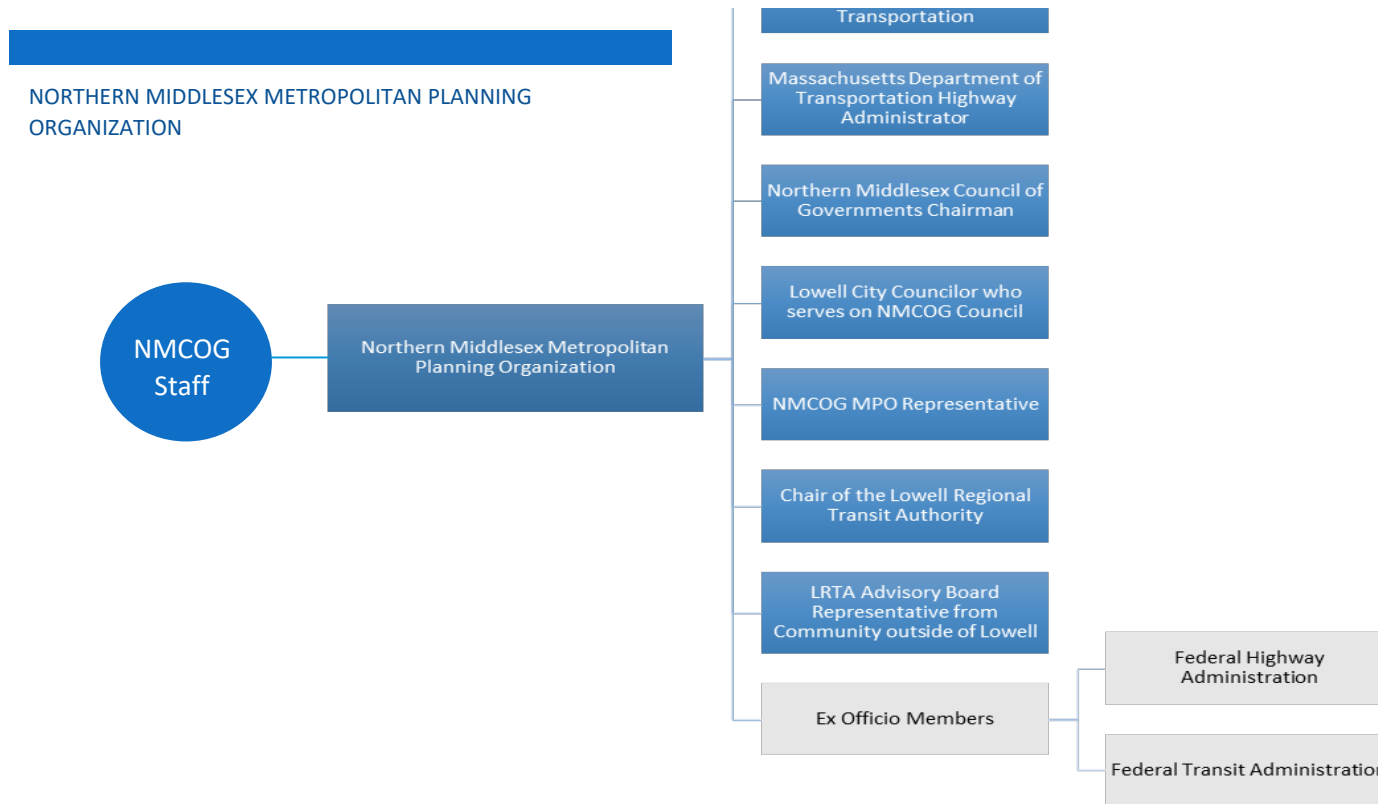 NORTHERN MIDDLESEX METROPOLITAN PLANNING
ORGANIZATION
NMCOG
Staff
Northern Middlesex Metropolitan
Planning Organization
Transportation
Massachusetts Department of
Transportation Highway
Administrator
Northern Middlesex Council of
Governments Chairman
Lowell City Councilor who
serves on NMCOG Council
NMCOG MPO Representative
Chair of the Lowell Regional
Transit Authority
LRTA Advisory Board
Representative from
Community outside of Lowell
Ex Officio Members
Federal Highway
Administration
Federal Transit Administration